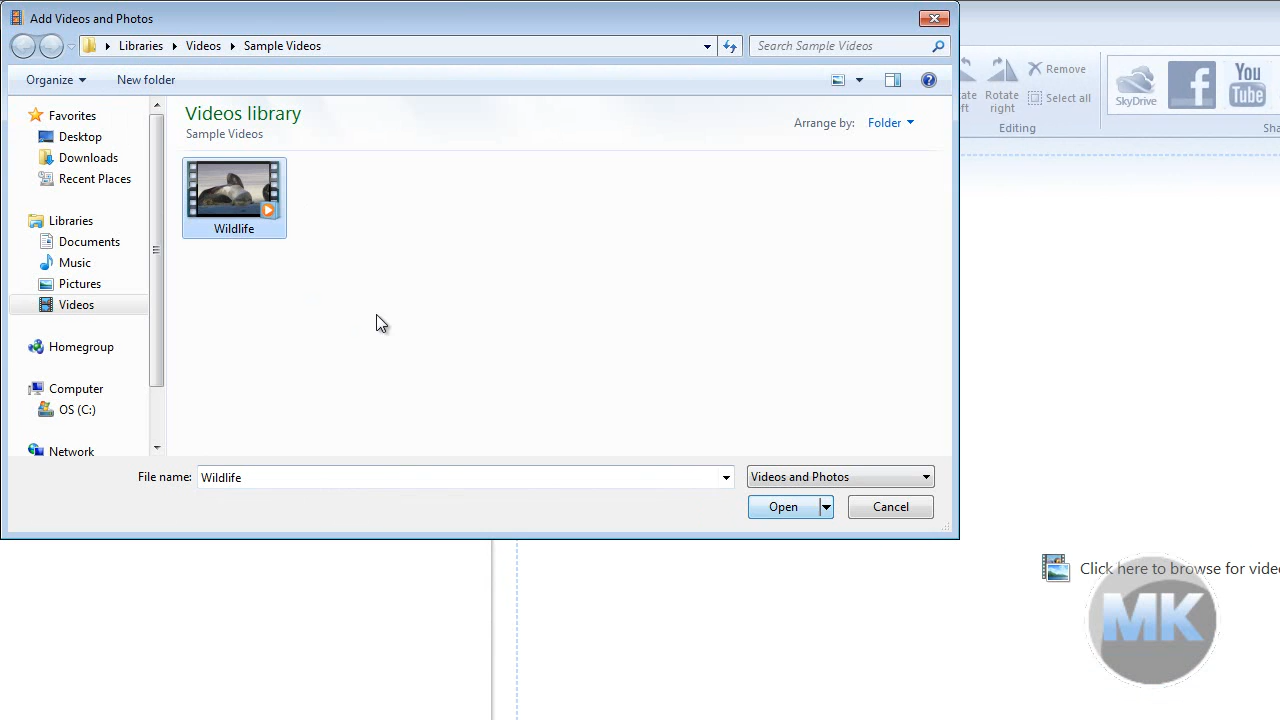 Add Videos and Photos
Libraries Videos Sample Videos
Search Sample Videos
Organize New folder
Favorites
Desktop
Downloads
Recent Places
Libraries
Documents
Music
Pictures
Videos
Homegroup
Computer
OS (C:)
Network
Videos library
Sample Videos
Arrange by: Folder
Wildlife
File name: Wildlife
Videos and Photos
Open Cancel
Rotate
right
Remove
Select all
Editing
SkyDrive
f
You
Tube
Click here to browse for
MK